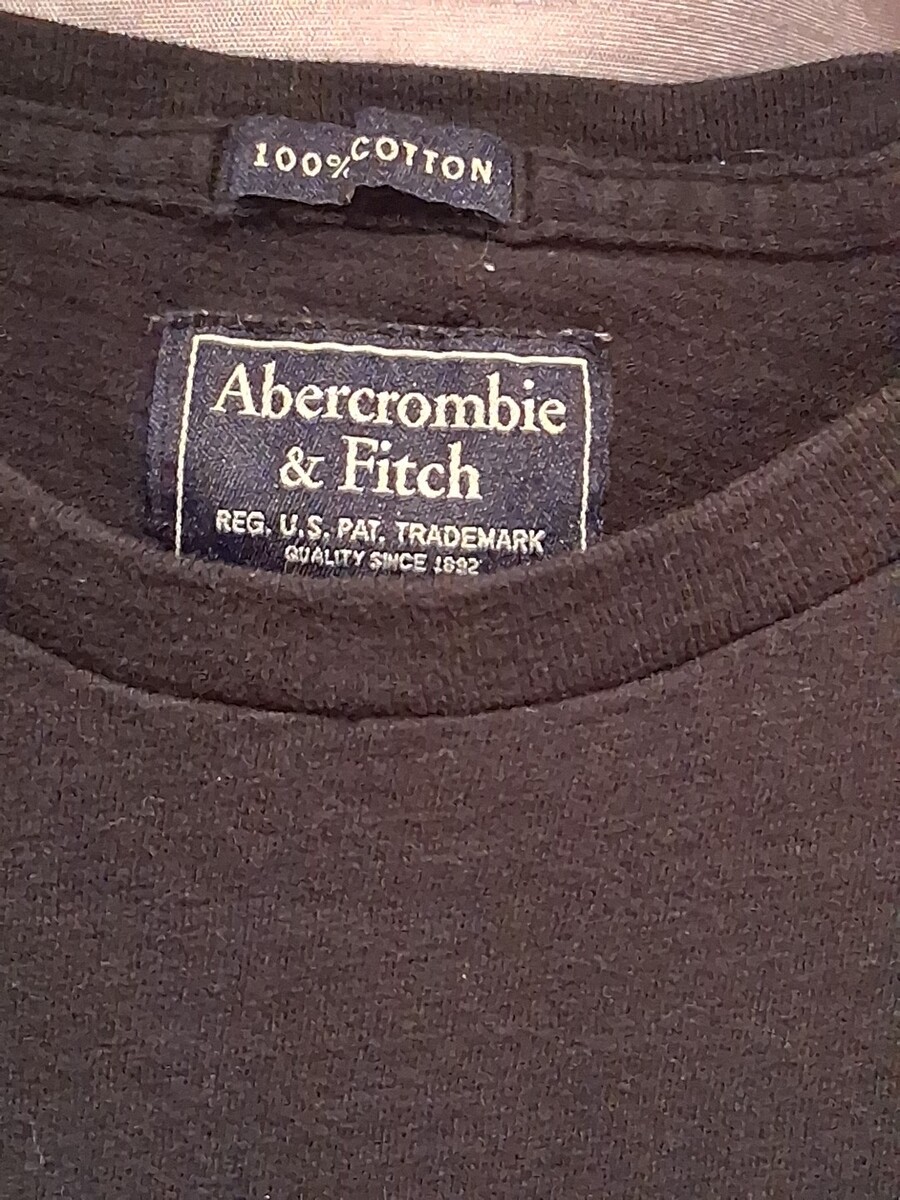 100% COTTON
Abercrombie
& Fitch
REG. U.S. PAT. TRADEMARK
QUALITY SINCE 1892